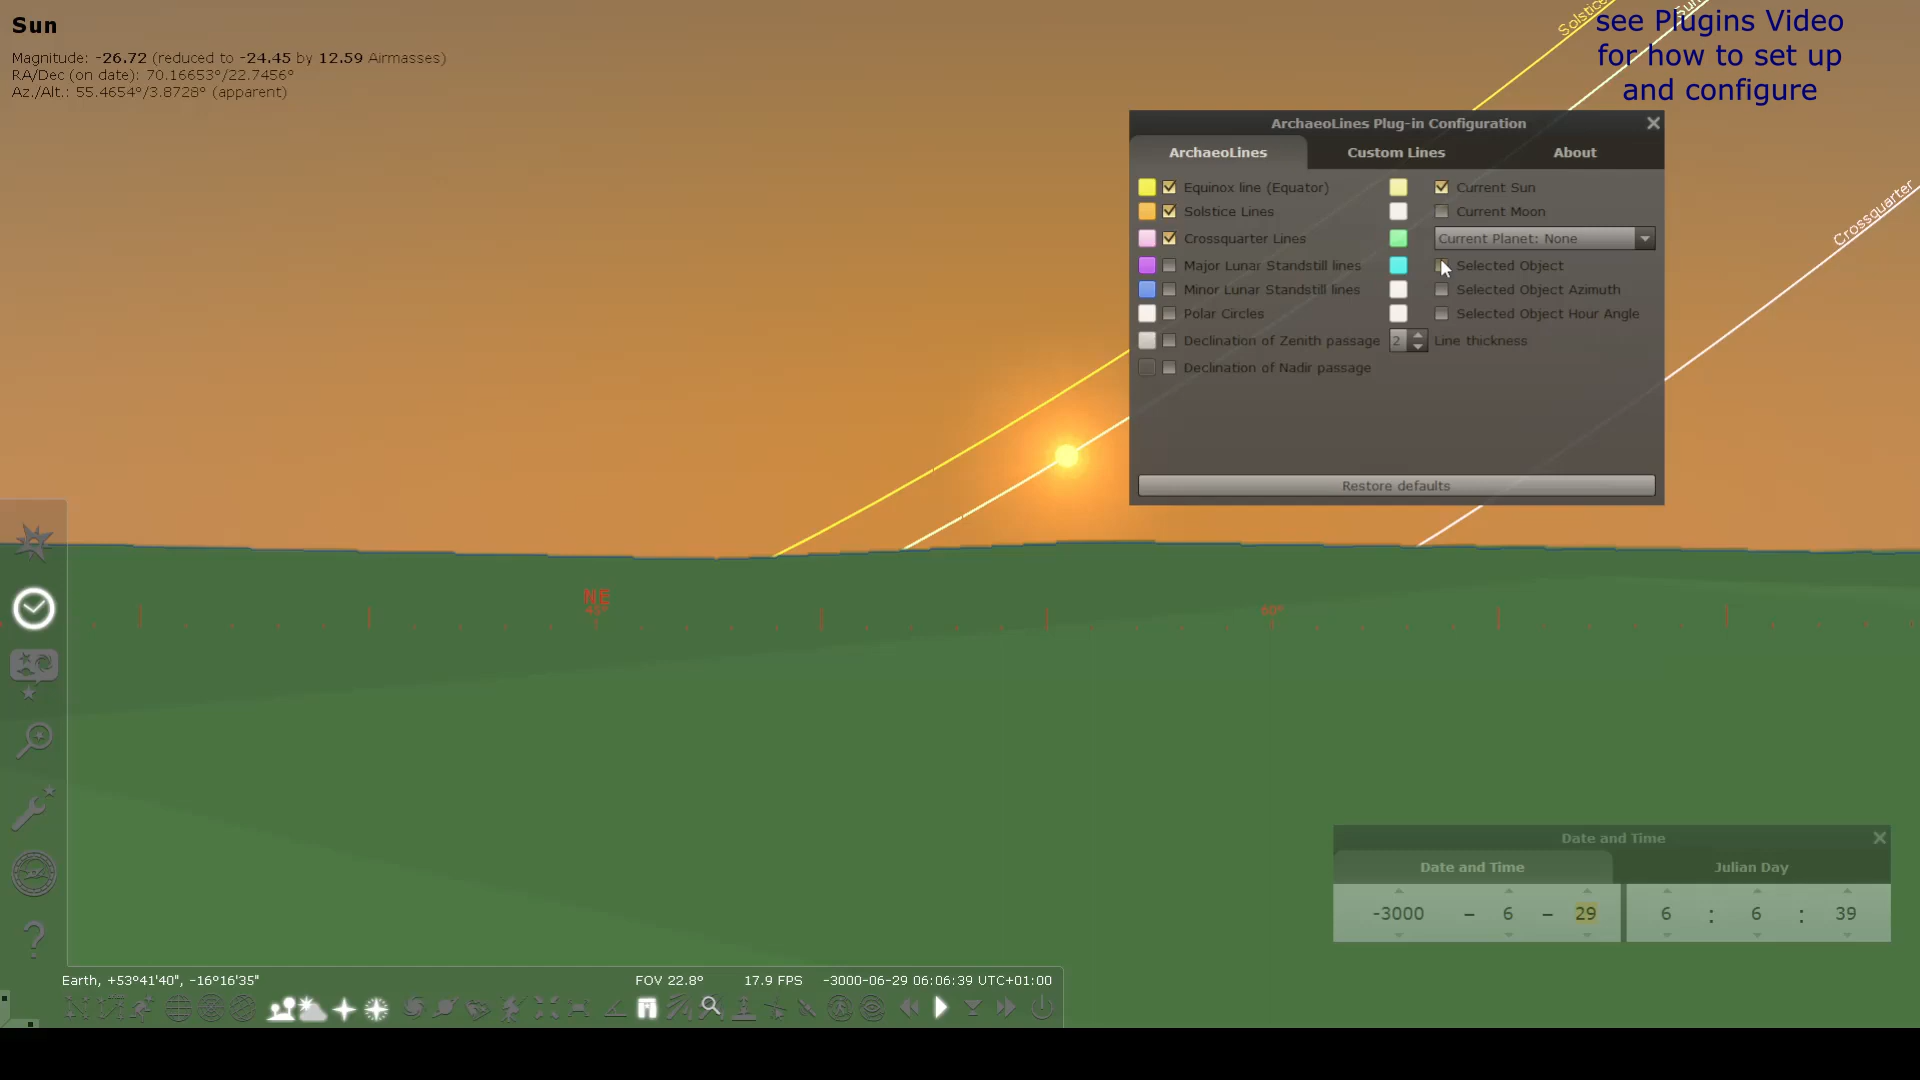 Sun
Magnitude: -26.72 (reduced to -24.45 by 12.59 Airmasses)
RA/Dec (on date): 70.16653°/22.7456°
Az./Alt.: 55.4654°/3.8728° (apparent)
Solstice
see Plugins Video
for how to set up
and configure
ArchaeoLines Plug-in Configuration
ArchaeoLines
Custom Lines
About
Equinox line (Equator)
Current Sun
Solstice Lines
Current Moon
Crossquarter Lines
Current Planet: None
Major Lunar Standstill lines
Selected Object
Minor Lunar Standstill lines
Selected Object Azimuth
Polar Circles
Selected Object Hour Angle
Declination of Zenith passage
2
Line thickness
Declination of Nadir passage
Restore defaults
Crossquarter
NE
45°
60°
Date and Time
Date and Time
Julian Day
-3000 – 6 – 29
6 : 6 : 39
Earth, +53°41'40", -16°16'35"
FOV 22.8°
17.9 FPS
-3000-06-29 06:06:39 UTC+01:00